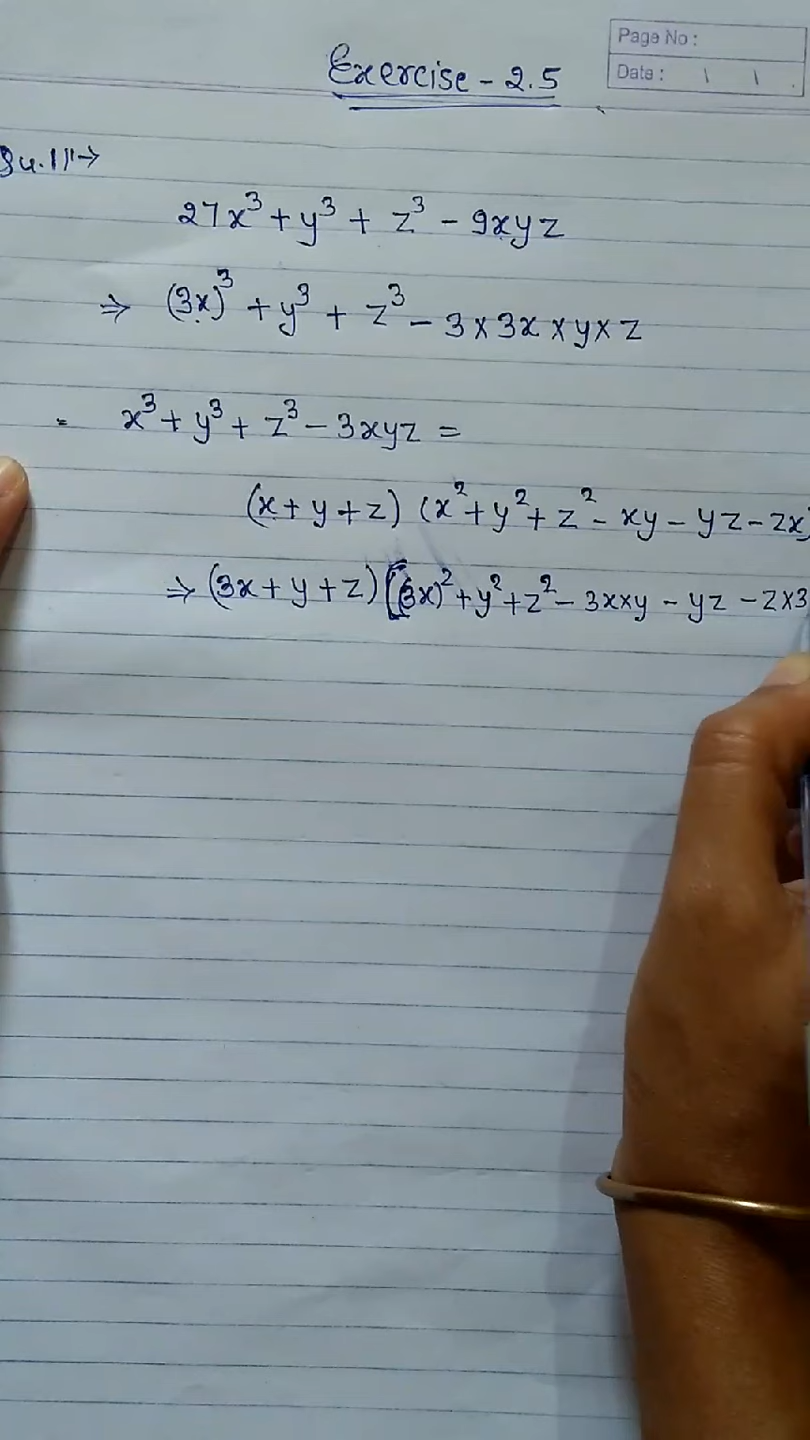 Page No :
Date :
Exercise - 2.5
Qu.11→
27x³ + y³ + z³ - 9xyz
⇒ (3x)³ + y³ + z³ - 3 × 3x × y × z
x³ + y³ + z³ - 3xyz =
(x + y + z) (x² + y² + z² - xy - yz - zx)
⇒ (3x + y + z) [(3x)² + y² + z² - 3x×y - yz - z×3